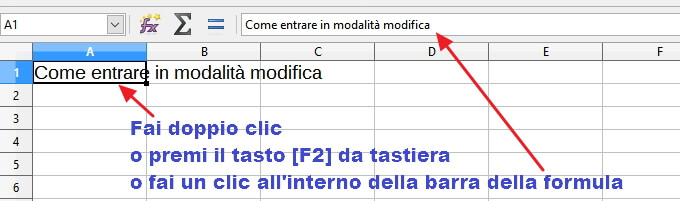 A1 Come entrare in modalità modifica
A B C D E F
1 Come entrare in modalità modifica
2
3
Fai doppio clic
4
o premi il tasto [F2] da tastiera
5
o fai un clic all'interno della barra della formula
6